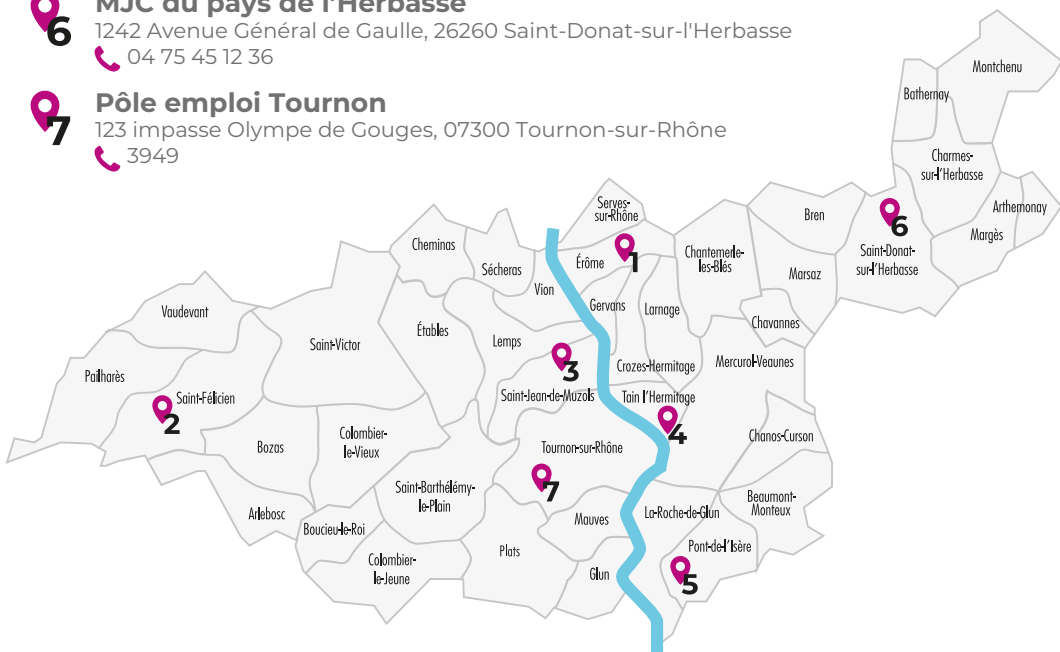 6 MJC du pays de l'Herbasse
1242 Avenue Général de Gaulle, 26260 Saint-Donat-sur-l'Herbasse
04 75 45 12 36
7 Pôle emploi Tournon
123 impasse Olympe de Gouges, 07300 Tournon-sur-Rhône
3949
Montchenu
Bathernay
Charmes-
sur-l'Herbasse
Arthemonay
Margès
6
Saint-Donat-
sur-l'Herbasse
Bren
Marsaz
Chavannes
Chantemerle-
les-Blés
Serves-
sur-Rhône
1
Érôme
Gervans
Larnage
Crozes-Hermitage
Mercurol-Veaunes
Cheminas
Sécheras
Vion
Étables
Lemps
3
Saint-Jean-de-Muzols
Tain l'Hermitage
4
Vaudevant
Saint-Victor
Pailharès
Saint-Félicien
2
Bozas
Colombier-
le-Vieux
Tournon-sur-Rhône
7
Chanos-Curson
Beaumont-
Monteux
Saint-Barthélémy-
le-Plain
Arlebosc
Boucieu-le-Roi
Colombier-
le-Jeune
Plats
Mauves
Glun
La-Roche-de-Glun
Pont-de-l'Isère
5